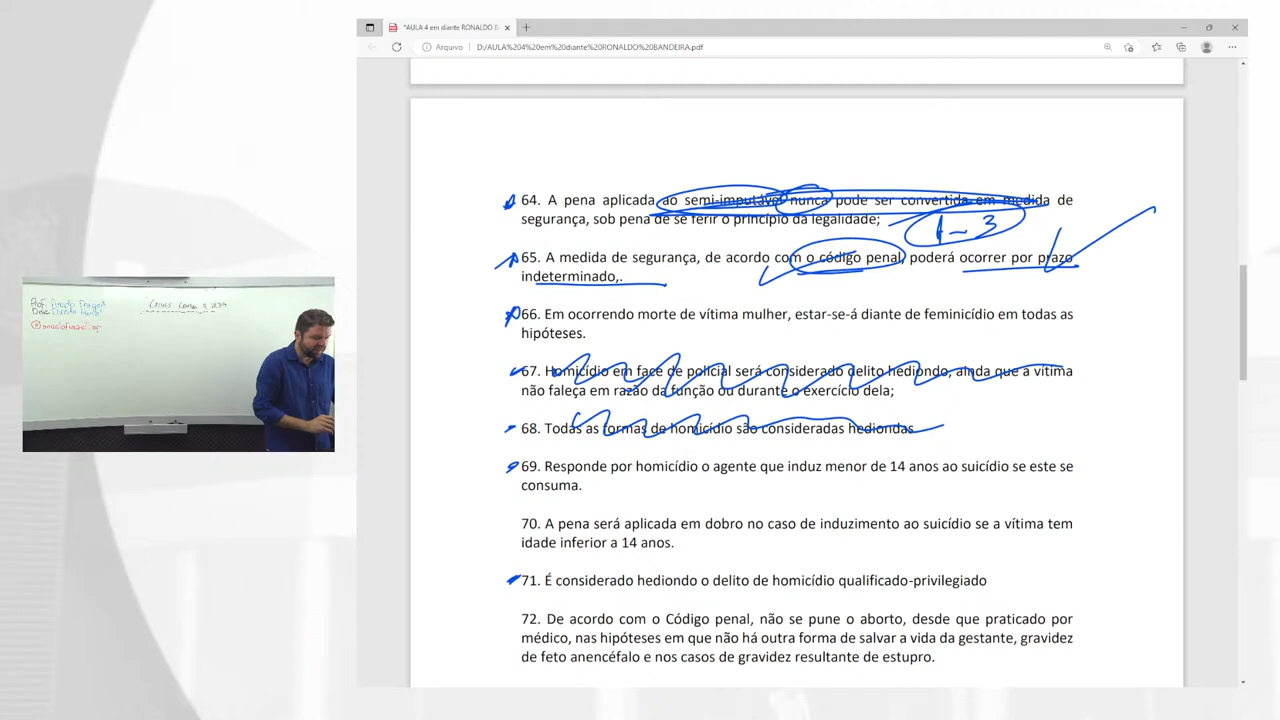 *AULA 4 em diante RONALDO B
Arquivo D:/AULA%204%20em%20diante%20RONALDO%20BANDEIRA.pdf
64. A pena aplicada ao semi-imputável nunca pode ser convertida em medida de
segurança, sob pena de se ferir o princípio da legalidade;
1 - 3
65. A medida de segurança, de acordo com o código penal, poderá ocorrer por prazo
indeterminado,.
66. Em ocorrendo morte de vítima mulher, estar-se-á diante de feminicídio em todas as
hipóteses.
67. Homicídio em face de policial será considerado delito hediondo, ainda que a vítima
não faleça em razão da função ou durante o exercício dela;
68. Todas as formas de homicídio são consideradas hediondas
69. Responde por homicídio o agente que induz menor de 14 anos ao suicídio se este se
consuma.
70. A pena será aplicada em dobro no caso de induzimento ao suicídio se a vítima tem
idade inferior a 14 anos.
71. É considerado hediondo o delito de homicídio qualificado-privilegiado
72. De acordo com o Código penal, não se pune o aborto, desde que praticado por
médico, nas hipóteses em que não há outra forma de salvar a vida da gestante, gravidez
de feto anencéfalo e nos casos de gravidez resultante de estupro.